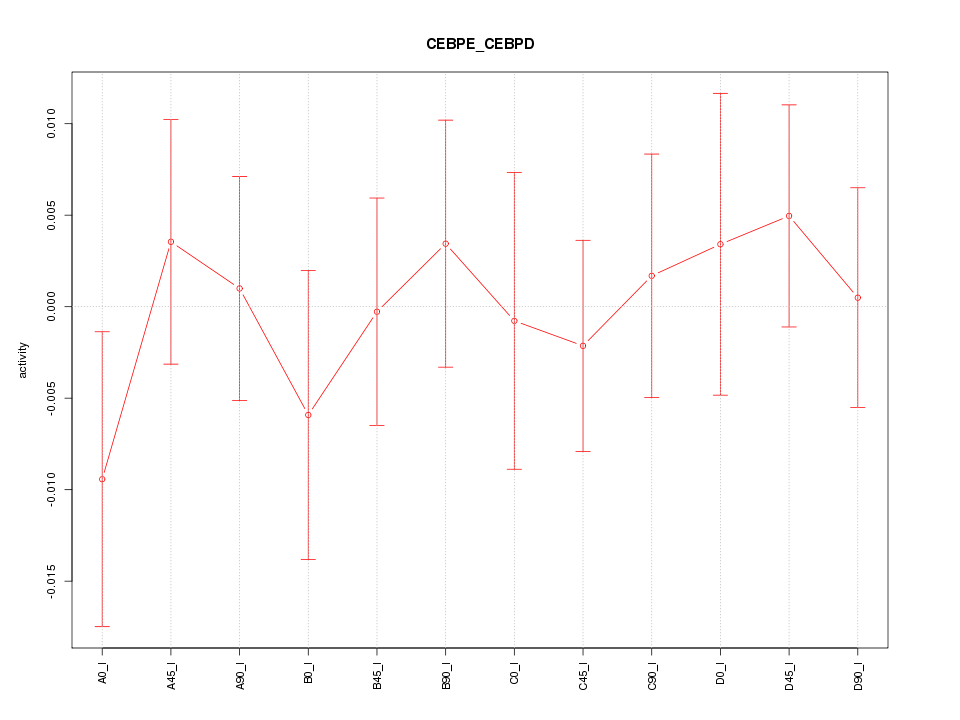 CEBPE_CEBPD
activity
0.010
0.005
0.000
-0.005
-0.010
-0.015
A0_I
A45_I
A90_I
B0_I
B45_I
B90_I
C0_I
C45_I
C90_I
D0_I
D45_I
D90_I